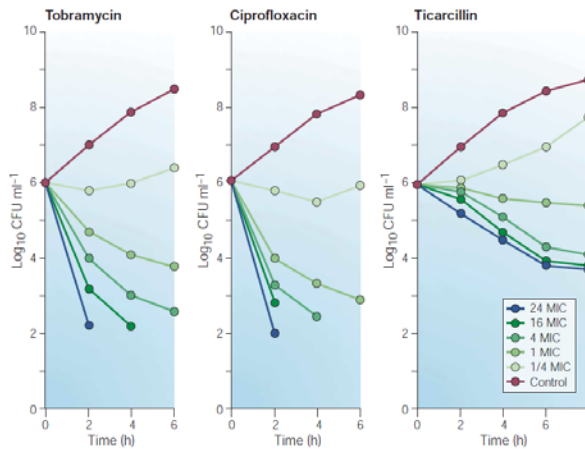 Tobramycin
Ciprofloxacin
Ticarcillin
10
8
6
4
2
0
Log10 CFU ml–1
0 2 4 6
Time (h)
10
8
6
4
2
0
Log10 CFU ml–1
0 2 4 6
Time (h)
10
8
6
4
2
0
Log10 CFU ml–1
0 2 4 6
Time (h)
24 MIC
16 MIC
4 MIC
1 MIC
1/4 MIC
Control